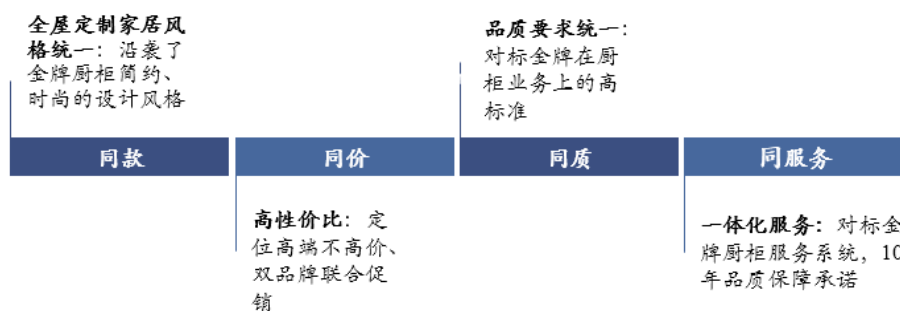 全屋定制家居风
格统一：沿袭了
金牌厨柜简约、
时尚的设计风格
品质要求统一：
对标金牌在厨
柜业务上的高
标准
同款
同价
同质
同服务
高性价比：定
位高端不高价、
双品牌联合促
销
一体化服务：对标金
牌厨柜服务系统，10
年品质保障承诺